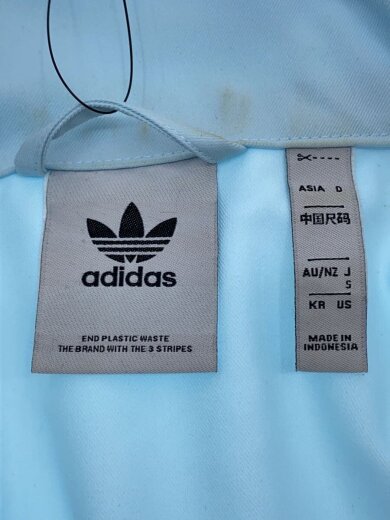 adidas
END PLASTIC WASTE
THE BRAND WITH THE 3 STRIPES
ASIA D
中国尺码
AU/NZ J
S
KR US
MADE IN
INDONESIA